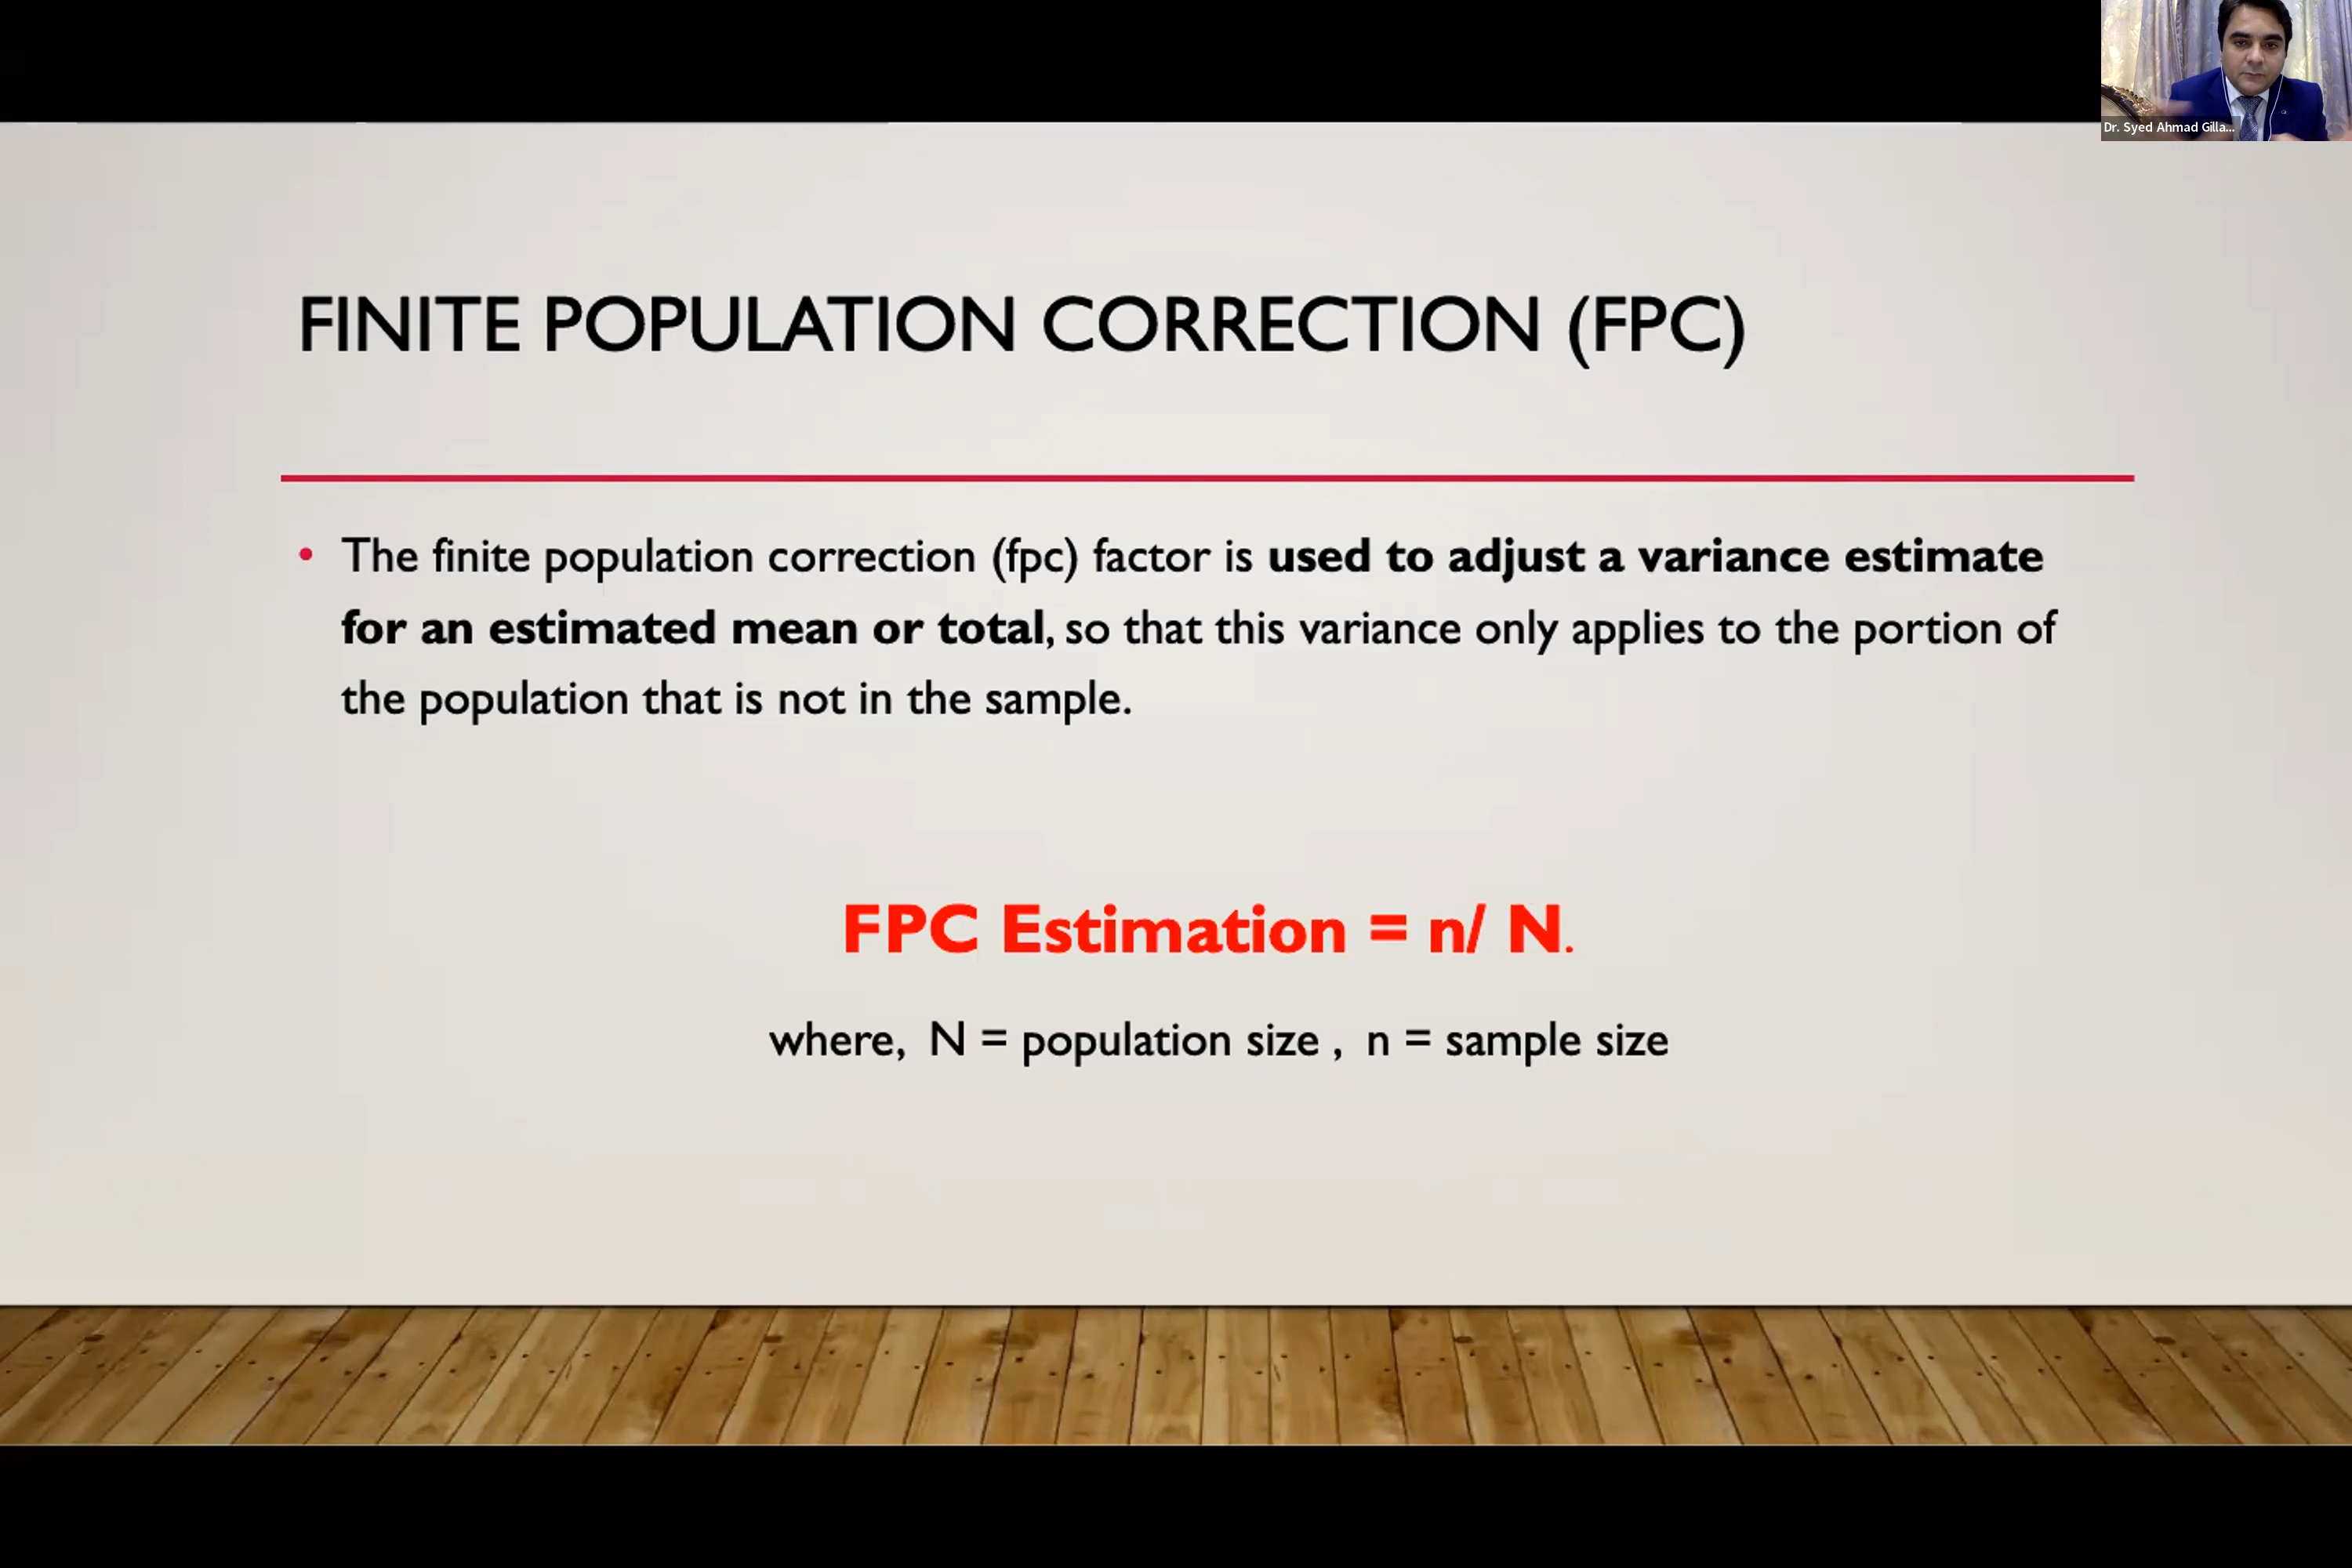 Dr. Syed Ahmad Gilla...
FINITE POPULATION CORRECTION (FPC)
• The finite population correction (fpc) factor is used to adjust a variance estimate
for an estimated mean or total, so that this variance only applies to the portion of
the population that is not in the sample.
FPC Estimation = n/ N.
where, N = population size , n = sample size